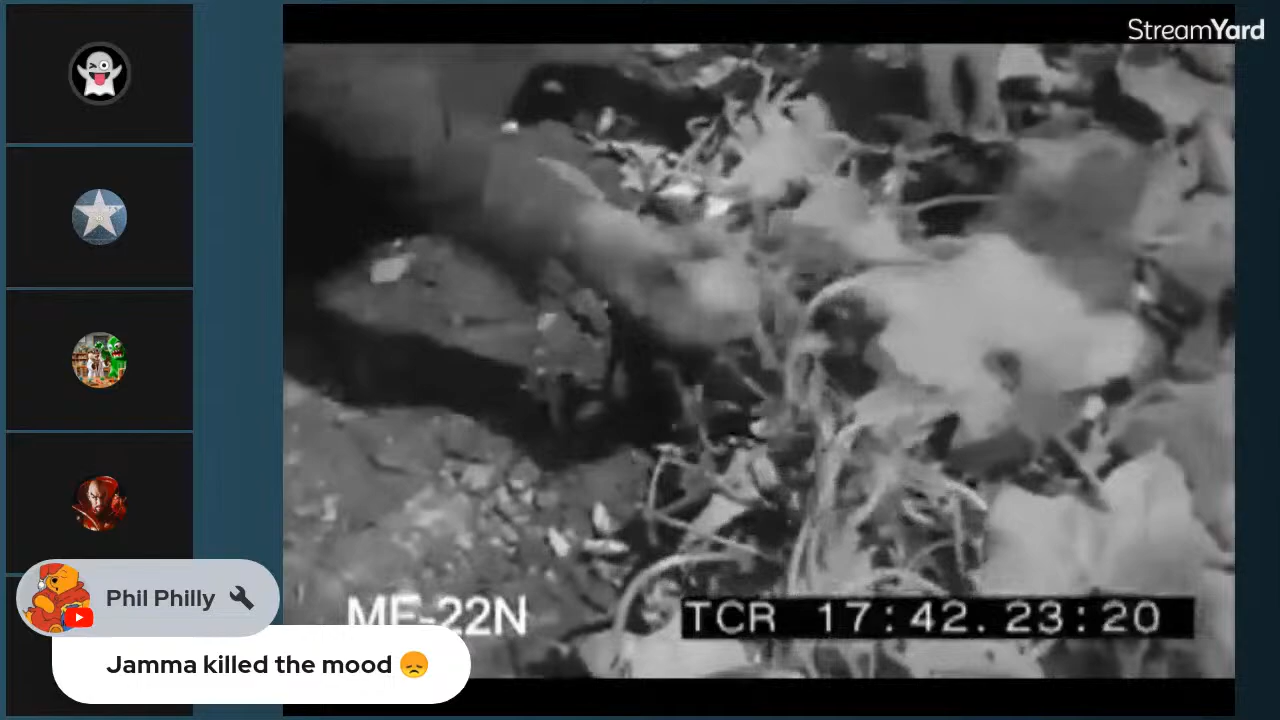 StreamYard
Phil Philly
ME-22N
TCR 17:42.23:20
Jamma killed the mood 😞